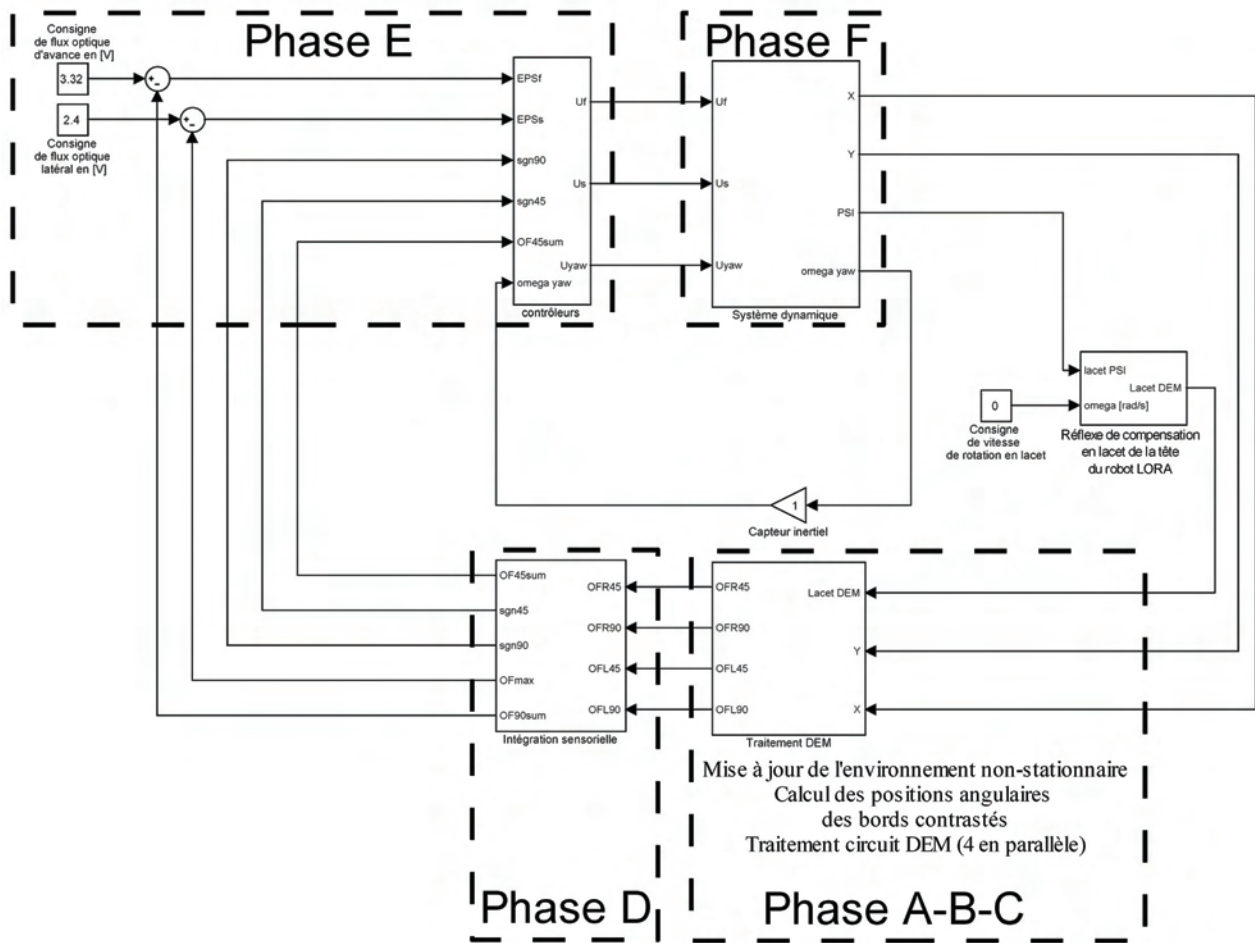 Phase E
Consigne
de flux optique
d'avance en [V]
3.32
+
-
2.4
+
-
Consigne
de flux optique
latéral en [V]
EPSf
EPSs
sgn90
sgn45
OF45sum
omega yaw
Uf
Us
Uyaw
contrôleurs
Phase F
Uf
Us
Uyaw
X
Y
PSI
omega yaw
Système dynamique
lacet PSI
Lacet DEM
omega [rad/s]
Réflexe de compensation
en lacet de la tête
du robot LORA
0
Consigne
de vitesse
de rotation en lacet
1
Capteur inertiel
OF45sum
sgn45
sgn90
OFmax
OF90sum
OFR45
OFR90
OFL45
OFL90
Intégration sensorielle
Phase D
OFR45
OFR90
OFL45
OFL90
Lacet DEM
Y
X
Traitement DEM
Mise à jour de l'environnement non-stationnaire
Calcul des positions angulaires
des bords contrastés
Traitement circuit DEM (4 en parallèle)
Phase A-B-C